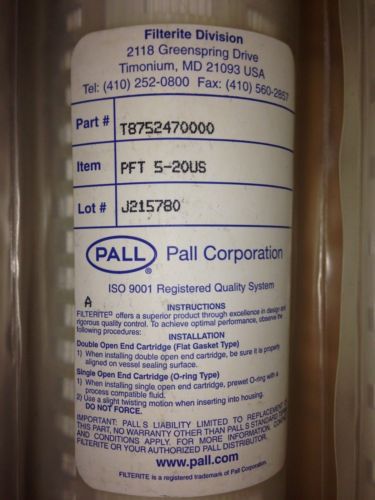 Filterite Division
2118 Greenspring Drive
Timonium, MD 21093 USA
Tel: (410) 252-0800 Fax: (410) 560-2857
Part # T8752470000
Item PFT 5-20US
Lot # J215780
PALL ® Pall Corporation
ISO 9001 Registered Quality System
A
INSTRUCTIONS
FILTERITE® offers a superior product through excellence in design and
rigorous quality control. To achieve optimal performance, observe the
following procedures:
INSTALLATION
Double Open End Cartridge (Flat Gasket Type)
1) When installing double open end cartridge, be sure it is properly
aligned on vessel sealing surface.
Single Open End Cartridge (O-ring Type)
1) When installing single open end cartridge, prewet O-ring with a
process compatible fluid.
2) Use a slight twisting motion when inserting into housing.
DO NOT FORCE.
IMPORTANT: PALL S LIABILITY LIMITED TO REPLACEMENT OF
THIS PART, NO WARRANTY OTHER THAN PALL S STANDARD TERMS
AND CONDITIONS APPLY. FOR MORE INFORMATION, CONTACT
FILTERITE OR YOUR AUTHORIZED PALL DISTRIBUTOR.
www.pall.com
FILTERITE is a registered trademark of Pall Corporation.